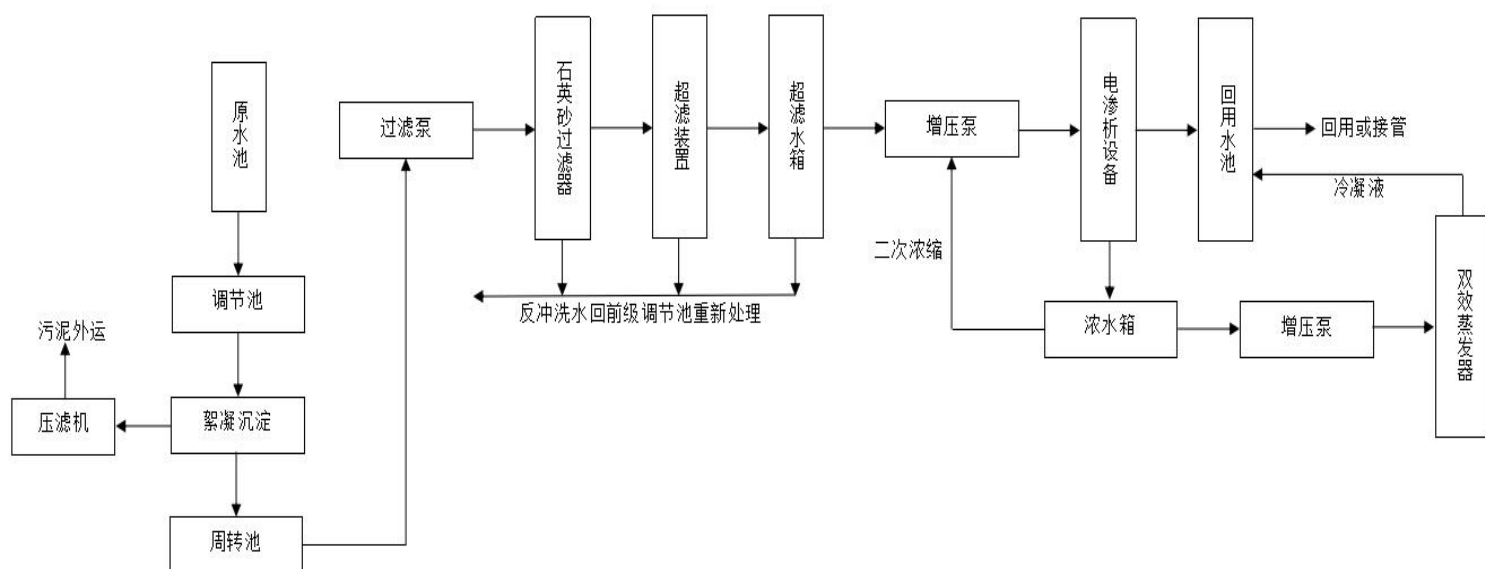 原水池
调节池
絮凝沉淀
压滤机
污泥外运
周转池
过滤泵
石英砂过滤器
超滤装置
超滤水箱
反冲洗水回前级调节池重新处理
增压泵
二次浓缩
电渗析设备
回用水池
回用或接管
冷凝液
浓水箱
增压泵
双效蒸发器